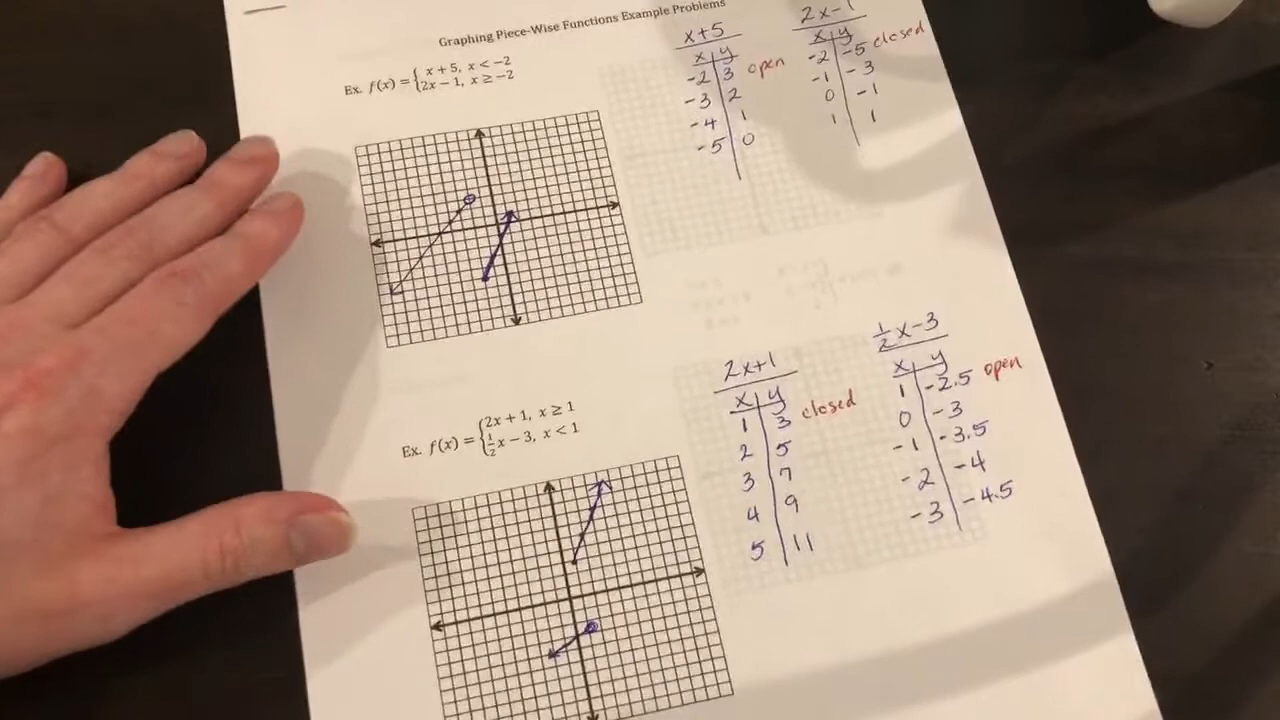 Graphing Piece-Wise Functions Example Problems
Ex. f(x) = { x + 5, x < −2
2x − 1, x ≥ −2
x+5
x | y
-2 | 3 open
-3 | 2
-4 | 1
-5 | 0
2x-1
x | y
-2 | -5 closed
-1 | -3
0 | -1
1 | 1
Ex. f(x) = { 2x + 1, x ≥ 1
1/2 x − 3, x < 1
2x+1
x | y
1 | 3 closed
2 | 5
3 | 7
4 | 9
5 | 11
1/2 x-3
x | y
1 | -2.5 open
0 | -3
-1 | -3.5
-2 | -4
-3 | -4.5